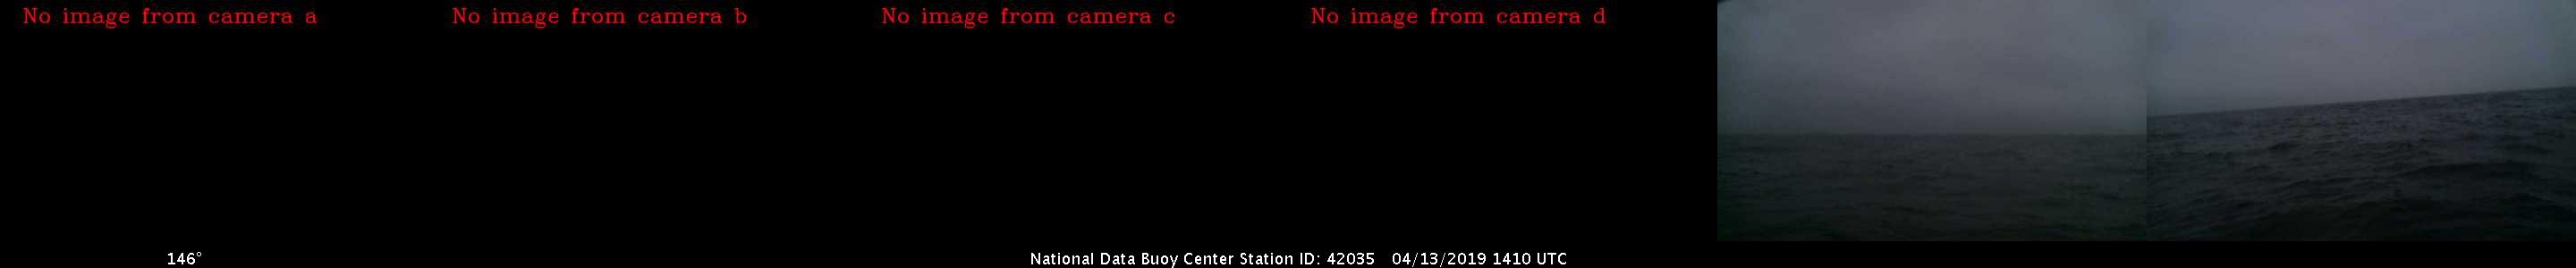 No image from camera a
No image from camera b
No image from camera c
No image from camera d
146°
National Data Buoy Center Station ID: 42035 04/13/2019 1410 UTC